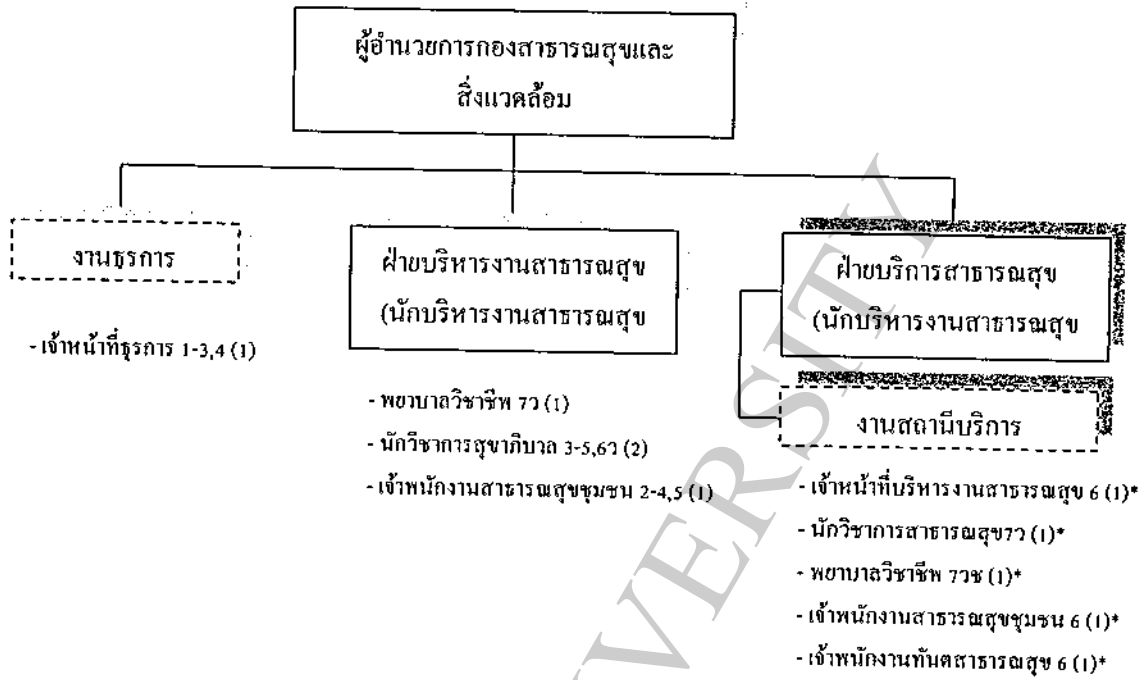 ผู้อำนวยการกองสาธารณสุขและ
สิ่งแวดล้อม
งานธุรการ
- เจ้าหน้าที่ธุรการ 1-3,4 (1)
ฝ่ายบริหารงานสาธารณสุข
(นักบริหารงานสาธารณสุข
- พยาบาลวิชาชีพ 7ว (1)
- นักวิชาการสุขาภิบาล 3-5,6ว (2)
- เจ้าพนักงานสาธารณสุขชุมชน 2-4,5 (1)
ฝ่ายบริการสาธารณสุข
(นักบริหารงานสาธารณสุข
งานสถานีบริการ
- เจ้าหน้าที่บริหารงานสาธารณสุข 6 (1)*
- นักวิชาการสาธารณสุข7ว (1)*
- พยาบาลวิชาชีพ 7วช (1)*
- เจ้าพนักงานสาธารณสุขชุมชน 6 (1)*
- เจ้าพนักงานทันตสาธารณสุข 6 (1)*
VERSITY